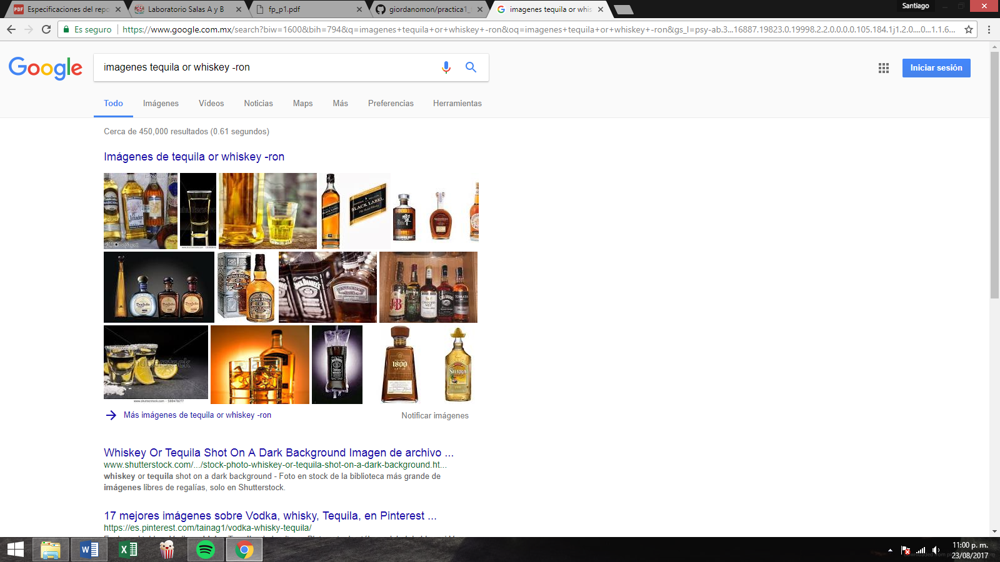 Especificaciones del repo
Laboratorio Salas A y B
fp_p1.pdf
giordanomon/practica1_
imagenes tequila or whis
Santiago
Es seguro
https://www.google.com.mx/search?biw=1600&bih=794&q=imagenes+tequila+or+whiskey+-ron&oq=imagenes+tequila+or+whiskey+-ron&gs_l=psy-ab.3...16887.19823.0.19998.2.2.0.0.0.0.105.184.1j1.2.0....0...1.1.6...
Google
imagenes tequila or whiskey -ron
Iniciar sesión
Todo Imágenes Vídeos Noticias Maps Más Preferencias Herramientas
Cerca de 450,000 resultados (0.61 segundos)
Imágenes de tequila or whiskey -ron
BLACK LABEL
CHIVAS REGAL
J&B
1800
SIERRA
shutterstock
Más imágenes de tequila or whiskey -ron
Notificar imágenes
Whiskey Or Tequila Shot On A Dark Background Imagen de archivo ...
www.shutterstock.com/.../stock-photo-whiskey-or-tequila-shot-on-a-dark-background.ht...
whiskey or tequila shot on a dark background - Foto en stock de la biblioteca más grande de
imágenes libres de regalías, solo en Shutterstock.
17 mejores imágenes sobre Vodka, whisky, Tequila, en Pinterest ...
https://es.pinterest.com/tainag1/vodka-whisky-tequila/
11:00 p. m.
23/08/2017